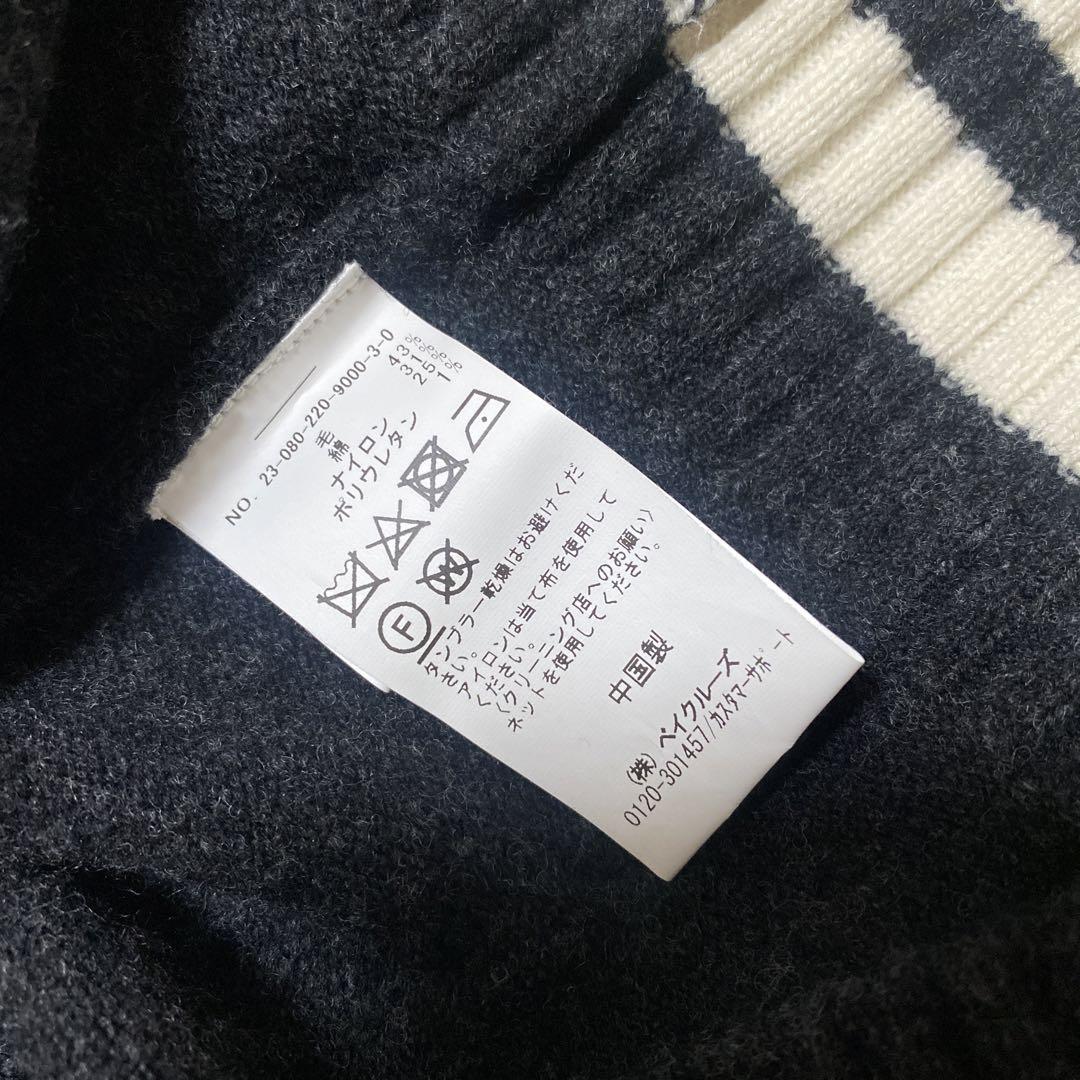 NO. 23-080-220-9000-3-0
毛 43%
綿 31%
ナイロン 25%
ポリウレタン 1%
F
W
タンブラー乾燥はお避けくだ
さい。
アイロンは当て布を使用して
ください。
〈クリーニング店へのお願い〉
ネットを使用してください。
中国製
(株) ベイクルーズ
0120-301457/カスタマーサポート